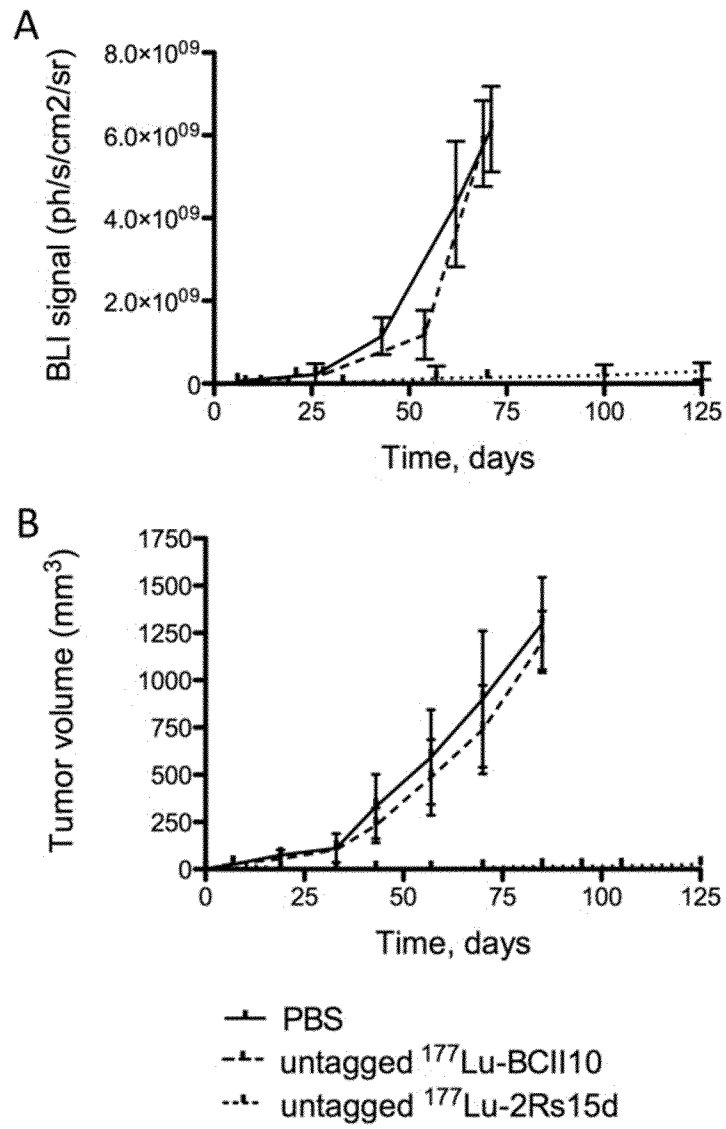 A
BLI signal (ph/s/cm2/sr)
8.0×10⁰⁹
6.0×10⁰⁹
4.0×10⁰⁹
2.0×10⁰⁹
0
0 25 50 75 100 125
Time, days
B
Tumor volume (mm³)
1750
1500
1250
1000
750
500
250
0
0 25 50 75 100 125
Time, days
PBS
untagged ¹⁷⁷Lu-BCII10
untagged ¹⁷⁷Lu-2Rs15d